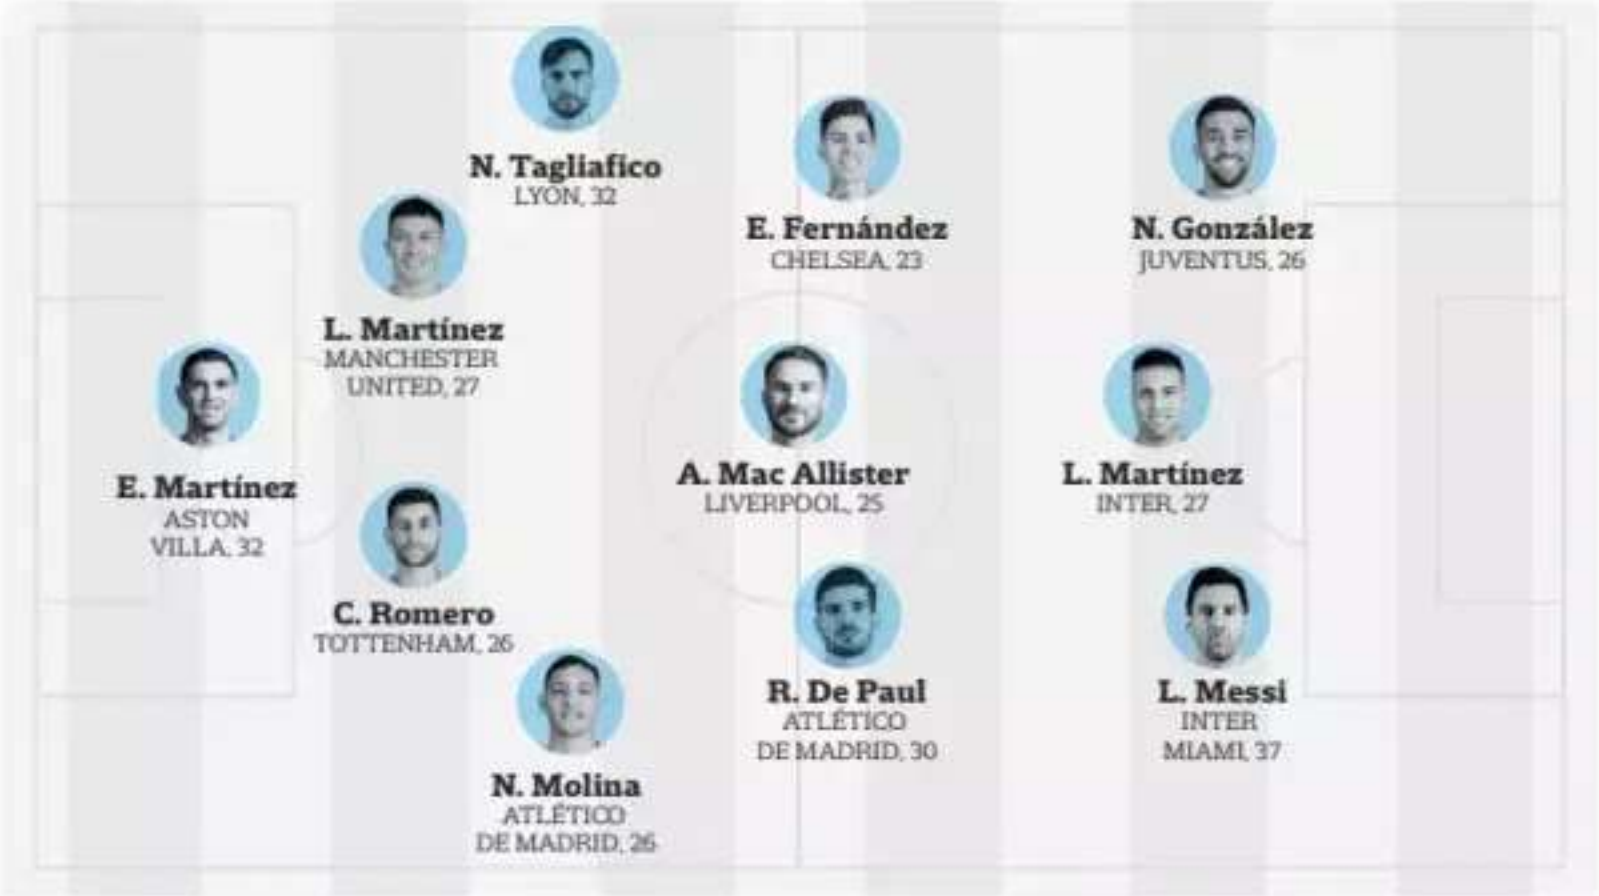 N. Tagliafico
LYON, 32
E. Fernández
CHELSEA, 23
N. González
JUVENTUS, 26
L. Martínez
MANCHESTER
UNITED, 27
E. Martínez
ASTON
VILLA, 32
A. Mac Allister
LIVERPOOL, 25
L. Martínez
INTER, 27
C. Romero
TOTTENHAM, 26
R. De Paul
ATLÉTICO
DE MADRID, 30
L. Messi
INTER
MIAMI, 37
N. Molina
ATLÉTICO
DE MADRID, 26